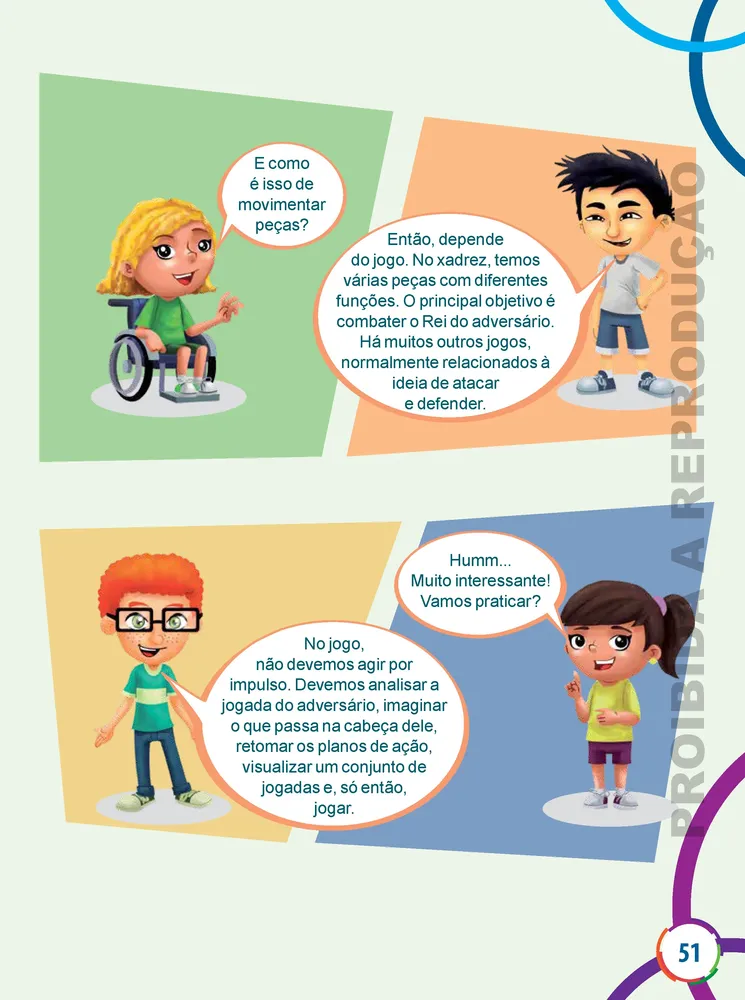 E como
é isso de
movimentar
peças?
Então, depende
do jogo. No xadrez, temos
várias peças com diferentes
funções. O principal objetivo é
combater o Rei do adversário.
Há muitos outros jogos,
normalmente relacionados à
ideia de atacar
e defender.
Humm...
Muito interessante!
Vamos praticar?
No jogo,
não devemos agir por
impulso. Devemos analisar a
jogada do adversário, imaginar
o que passa na cabeça dele,
retomar os planos de ação,
visualizar um conjunto de
jogadas e, só então,
jogar.
PROIBIDA A REPRODUÇAO
51